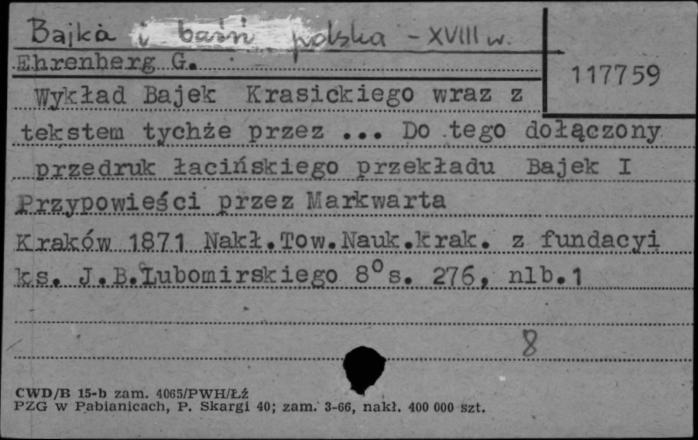 Bajka i baśń polska - XVIII w.
Ehrenberg G.
117759
Wykład Bajek Krasickiego wraz z
tekstem tychże przez ... Do tego dołączony
przedruk łacińskiego przekładu Bajek I
Przypowieści przez Markwarta
Kraków 1871 Nakł.Tow.Nauk.krak. z fundacyi
ks. J.B.Lubomirskiego 8°s. 276, nlb.1
8
CWD/B 15-b zam. 4065/PWH/Łź
PZG w Pabianicach, P. Skargi 40; zam. 3-66, nakł. 400 000 szt.